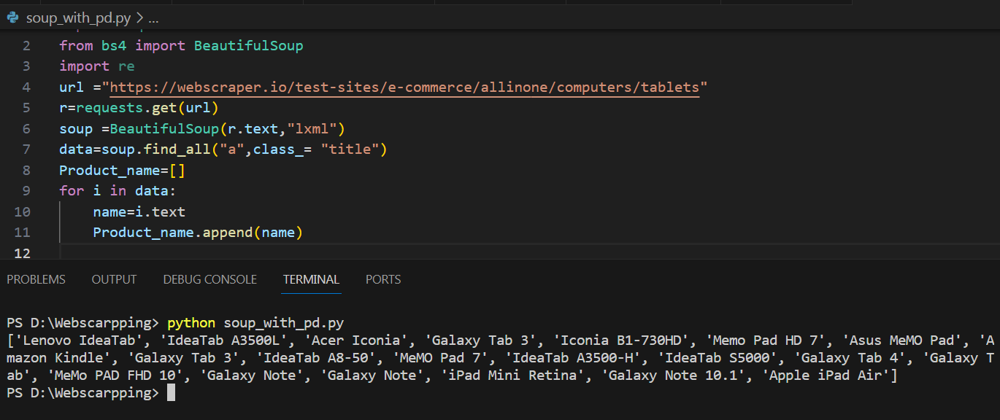 soup_with_pd.py > ...
2 from bs4 import BeautifulSoup
3 import re
4 url ="https://webscraper.io/test-sites/e-commerce/allinone/computers/tablets"
5 r=requests.get(url)
6 soup =BeautifulSoup(r.text,"lxml")
7 data=soup.find_all("a",class_= "title")
8 Product_name=[]
9 for i in data:
10     name=i.text
11     Product_name.append(name)
12
PROBLEMS OUTPUT DEBUG CONSOLE TERMINAL PORTS
PS D:\Webscarpping> python soup_with_pd.py
['Lenovo IdeaTab', 'IdeaTab A3500L', 'Acer Iconia', 'Galaxy Tab 3', 'Iconia B1-730HD', 'Memo Pad HD 7', 'Asus MeMO Pad', 'A
mazon Kindle', 'Galaxy Tab 3', 'IdeaTab A8-50', 'MeMO Pad 7', 'IdeaTab A3500-H', 'IdeaTab S5000', 'Galaxy Tab 4', 'Galaxy T
ab', 'MeMo PAD FHD 10', 'Galaxy Note', 'Galaxy Note', 'iPad Mini Retina', 'Galaxy Note 10.1', 'Apple iPad Air']
PS D:\Webscarpping>